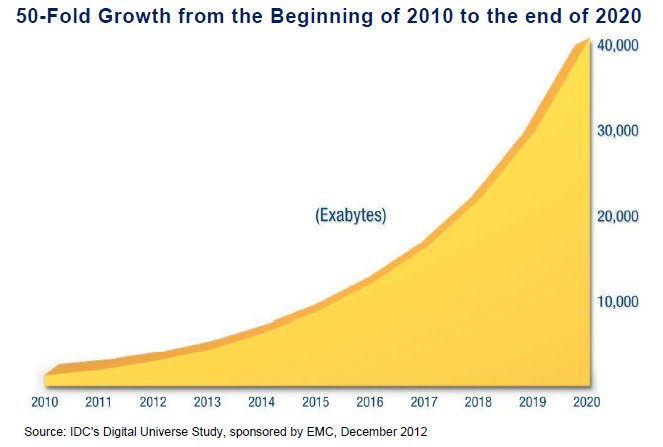 50-Fold Growth from the Beginning of 2010 to the end of 2020
40,000
30,000
(Exabytes)
20,000
10,000
2010 2011 2012 2013 2014 2015 2016 2017 2018 2019 2020
Source: IDC's Digital Universe Study, sponsored by EMC, December 2012